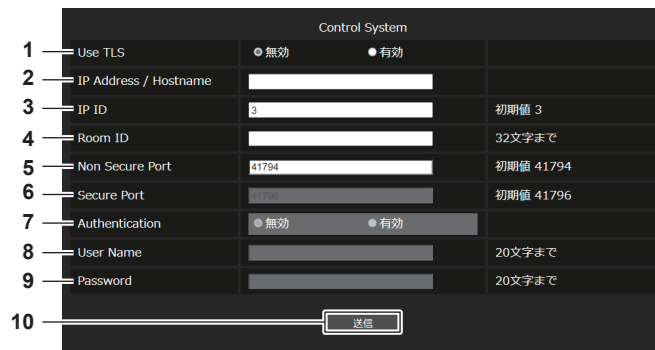 Control System
1 Use TLS 無効 有効
2 IP Address / Hostname
3 IP ID 3 初期値 3
4 Room ID 32文字まで
5 Non Secure Port 41794 初期値 41794
6 Secure Port 41796 初期値 41796
7 Authentication 無効 有効
8 User Name 20文字まで
9 Password 20文字まで
10 送信